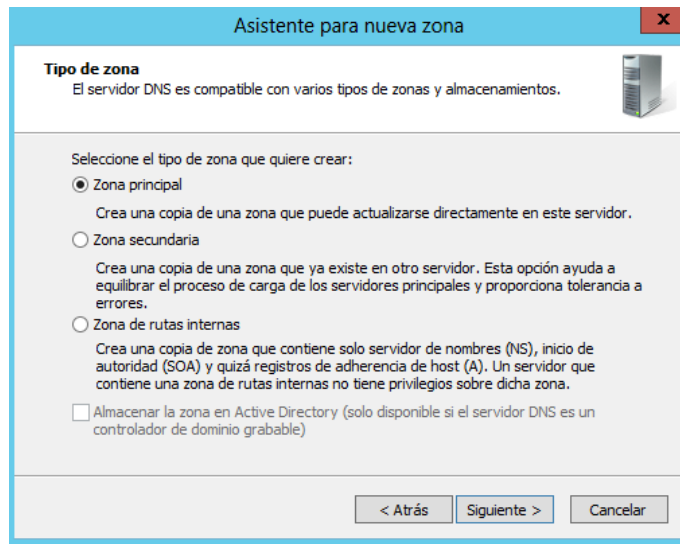 Asistente para nueva zona
x
Tipo de zona
El servidor DNS es compatible con varios tipos de zonas y almacenamientos.
Seleccione el tipo de zona que quiere crear:
Zona principal
Crea una copia de una zona que puede actualizarse directamente en este servidor.
Zona secundaria
Crea una copia de una zona que ya existe en otro servidor. Esta opción ayuda a
equilibrar el proceso de carga de los servidores principales y proporciona tolerancia a
errores.
Zona de rutas internas
Crea una copia de zona que contiene solo servidor de nombres (NS), inicio de
autoridad (SOA) y quizá registros de adherencia de host (A). Un servidor que
contiene una zona de rutas internas no tiene privilegios sobre dicha zona.
Almacenar la zona en Active Directory (solo disponible si el servidor DNS es un
controlador de dominio grabable)
< Atrás Siguiente > Cancelar